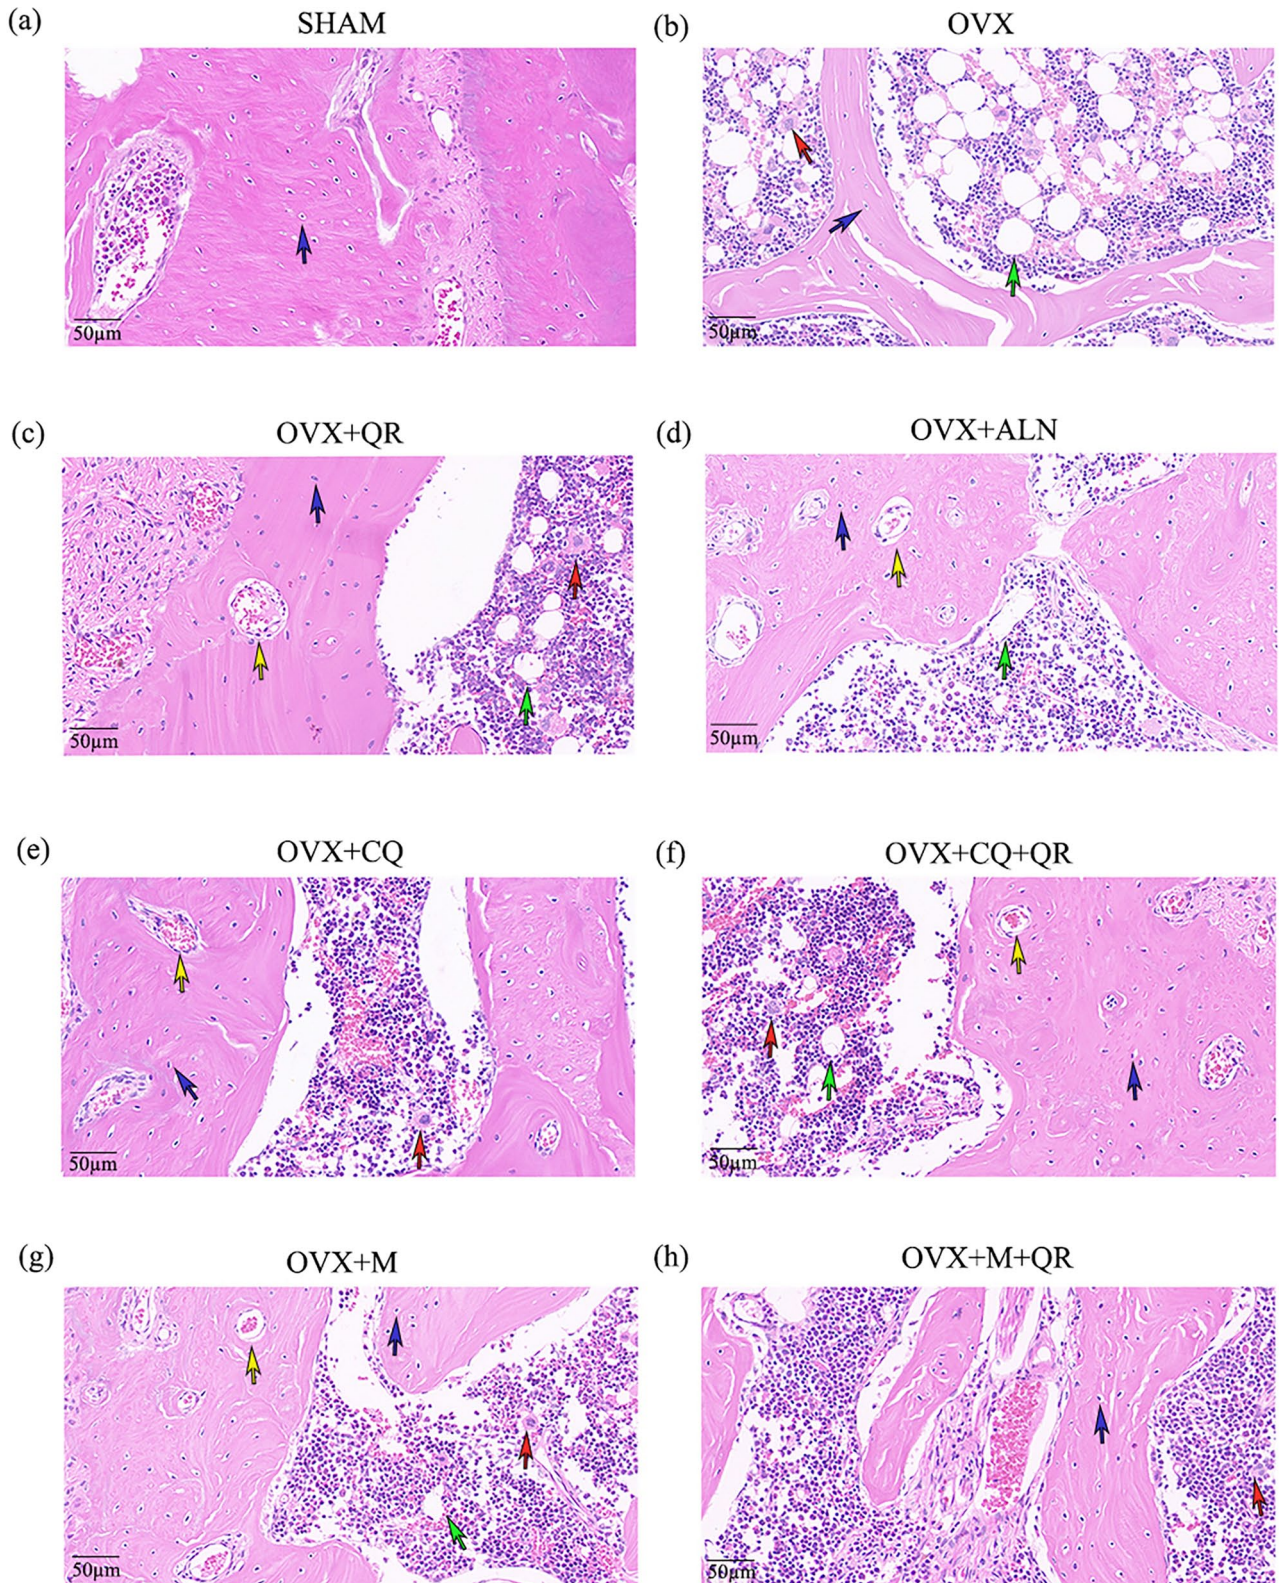 (a) SHAM
(b) OVX
50µm
50µm
(c) OVX+QR
(d) OVX+ALN
50µm
50µm
(e) OVX+CQ
(f) OVX+CQ+QR
50µm
50µm
(g) OVX+M
(h) OVX+M+QR
50µm
50µm